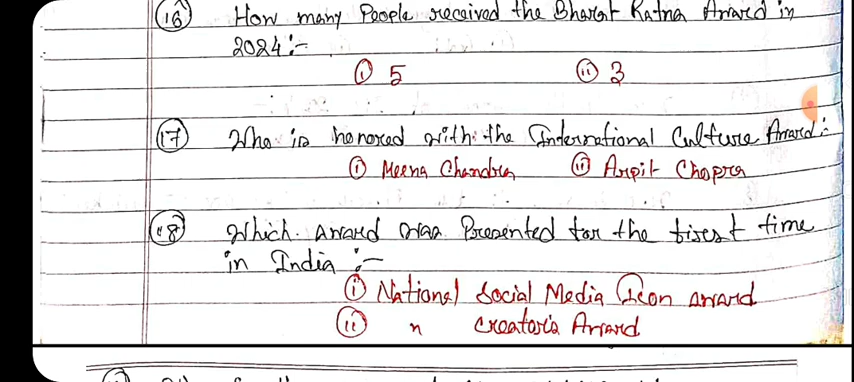 (16) How many People received the Bharat Ratna Award in
2024 :-
(i) 5 (ii) 3
(17) Who is honored with the International Culture Award :-
(i) Meena Chandra (ii) Arpit Chopra
(18) Which award was Presented for the first time
in India :-
(i) National Social Media Icon award
(ii) " creator's Award